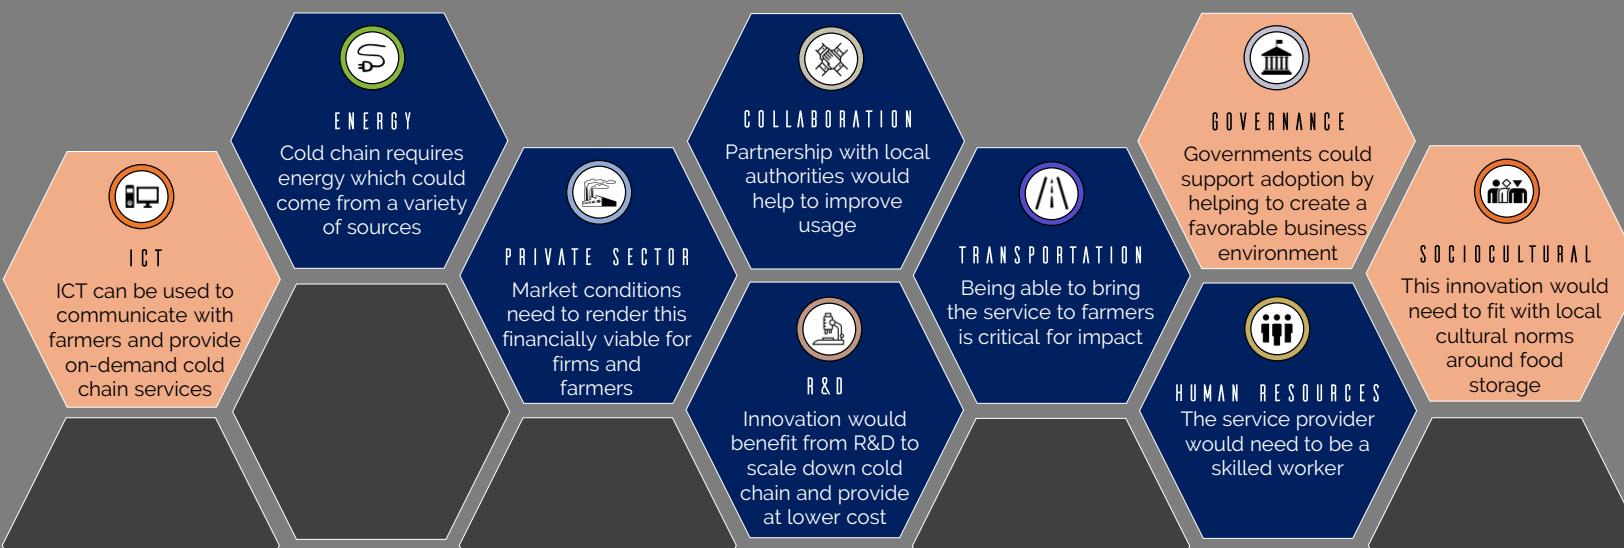 ICT
ICT can be used to
communicate with
farmers and provide
on-demand cold
chain services
ENERGY
Cold chain requires
energy which could
come from a variety
of sources
PRIVATE SECTOR
Market conditions
need to render this
financially viable for
firms and
farmers
COLLABORATION
Partnership with local
authorities would
help to improve
usage
R&D
Innovation would
benefit from R&D to
scale down cold
chain and provide
at lower cost
TRANSPORTATION
Being able to bring
the service to farmers
is critical for impact
GOVERNANCE
Governments could
support adoption by
helping to create a
favorable business
environment
HUMAN RESOURCES
The service provider
would need to be a
skilled worker
SOCIOCULTURAL
This innovation would
need to fit with local
cultural norms
around food
storage